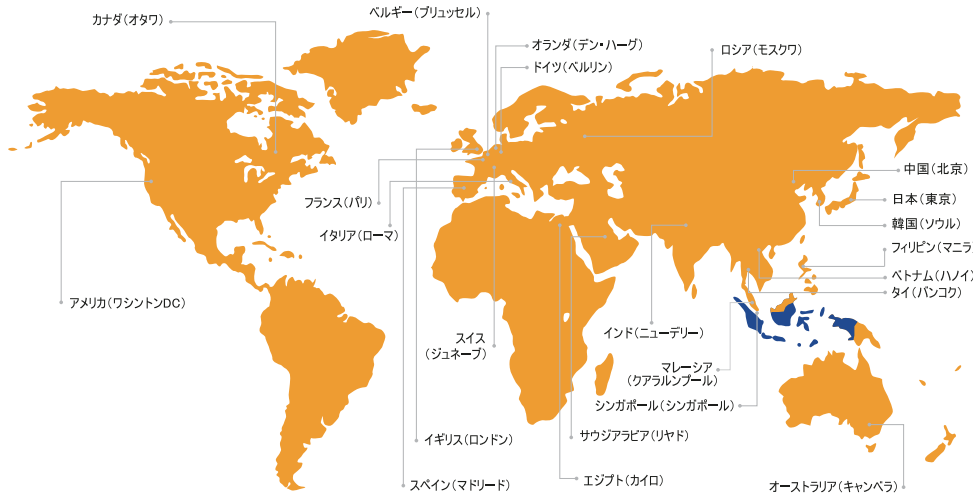 ベルギー(ブリュッセル)
カナダ(オタワ)
オランダ(デン・ハーグ)
ロシア(モスクワ)
ドイツ(ベルリン)
中国(北京)
日本(東京)
フランス(パリ)
韓国(ソウル)
イタリア(ローマ)
フィリピン(マニラ)
ベトナム(ハノイ)
タイ(バンコク)
アメリカ(ワシントンDC)
インド(ニューデリー)
スイス
(ジュネーブ)
マレーシア
(クアラルンプール)
シンガポール(シンガポール)
サウジアラビア(リヤド)
イギリス(ロンドン)
エジプト(カイロ)
スペイン(マドリード)
オーストラリア(キャンベラ)